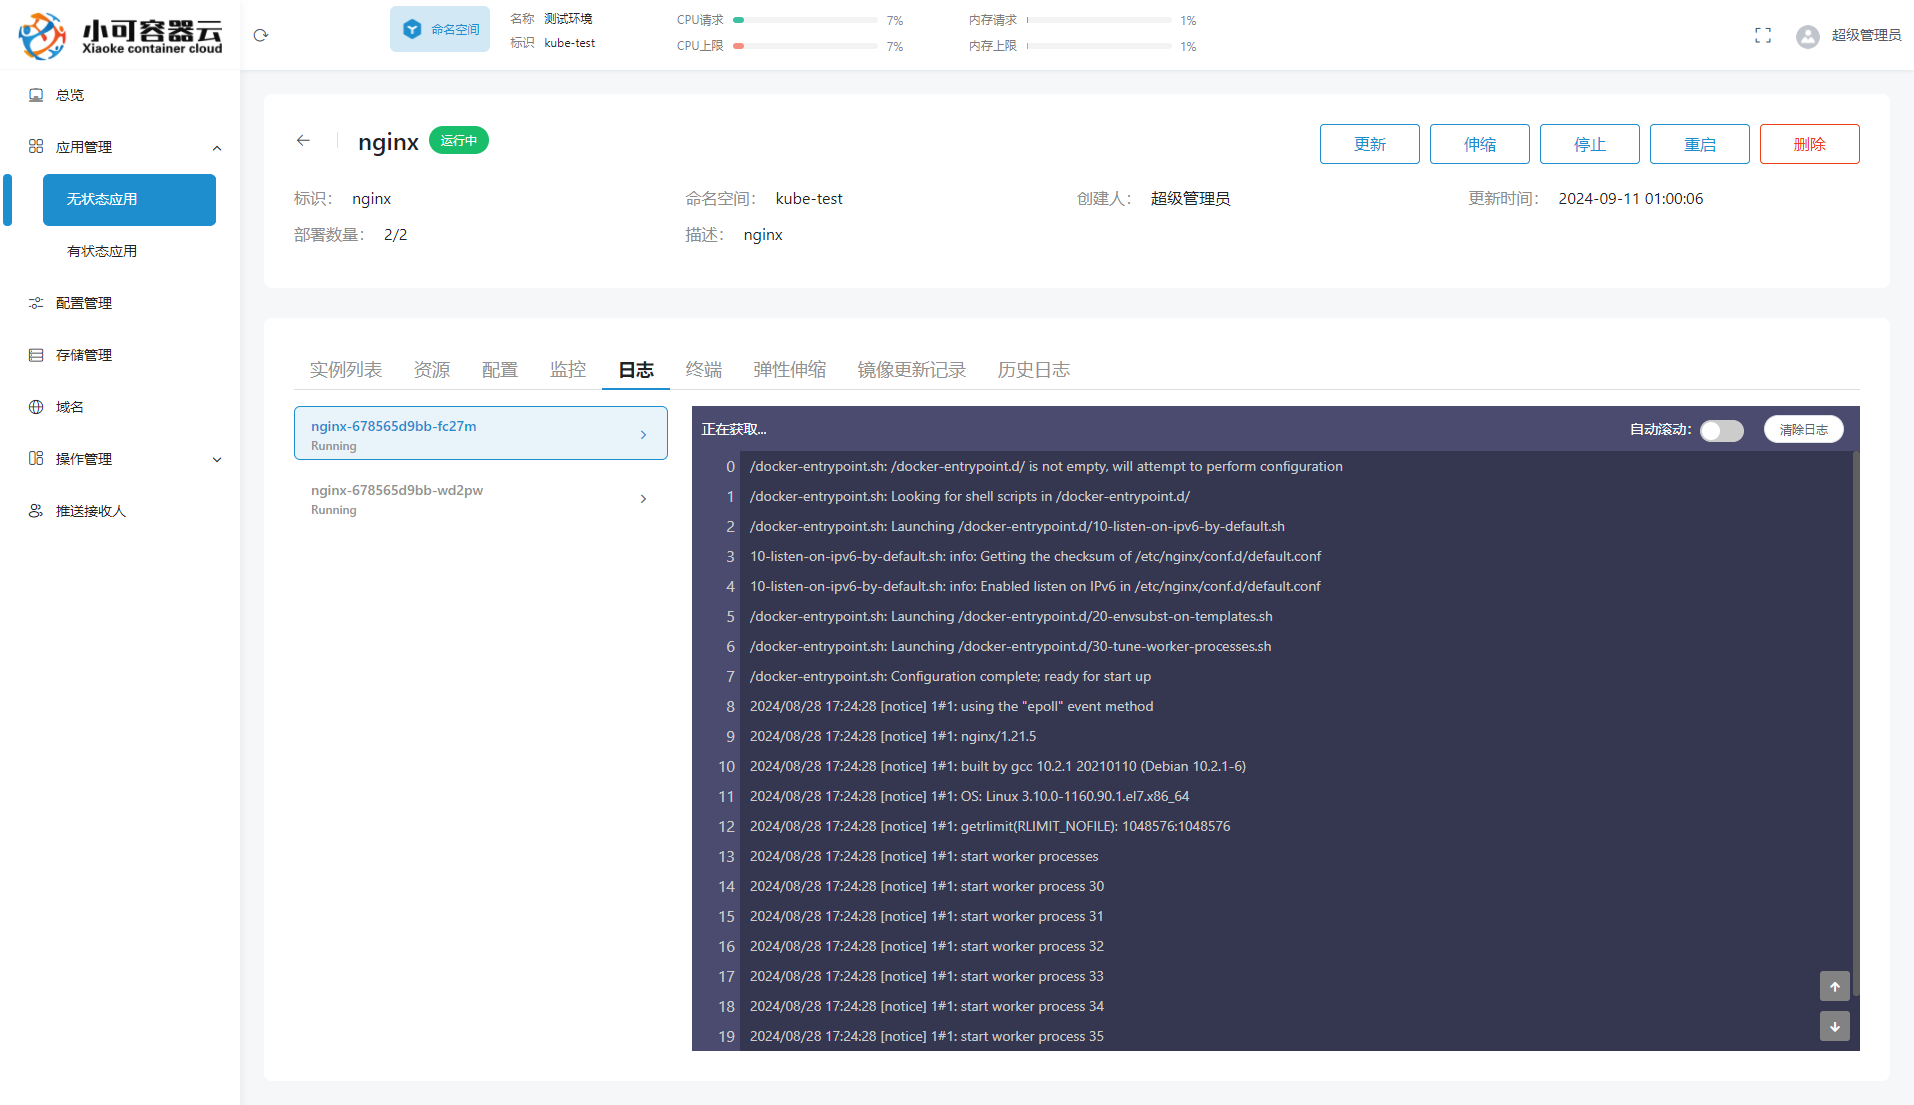 小可容器云
Xiaoke container cloud
命名空间
名称 测试环境
标识 kube-test
CPU请求 7%
CPU上限 7%
内存请求 1%
内存上限 1%
超级管理员
总览
应用管理
无状态应用
有状态应用
配置管理
存储管理
域名
操作管理
推送接收人
nginx 运行中
更新 伸缩 停止 重启 删除
标识： nginx
命名空间： kube-test
创建人： 超级管理员
更新时间： 2024-09-11 01:00:06
部署数量： 2/2
描述： nginx
实例列表 资源 配置 监控 日志 终端 弹性伸缩 镜像更新记录 历史日志
nginx-678565d9bb-fc27m
Running
nginx-678565d9bb-wd2pw
Running
正在获取...
自动滚动： 清除日志
0 /docker-entrypoint.sh: /docker-entrypoint.d/ is not empty, will attempt to perform configuration
1 /docker-entrypoint.sh: Looking for shell scripts in /docker-entrypoint.d/
2 /docker-entrypoint.sh: Launching /docker-entrypoint.d/10-listen-on-ipv6-by-default.sh
3 10-listen-on-ipv6-by-default.sh: info: Getting the checksum of /etc/nginx/conf.d/default.conf
4 10-listen-on-ipv6-by-default.sh: info: Enabled listen on IPv6 in /etc/nginx/conf.d/default.conf
5 /docker-entrypoint.sh: Launching /docker-entrypoint.d/20-envsubst-on-templates.sh
6 /docker-entrypoint.sh: Launching /docker-entrypoint.d/30-tune-worker-processes.sh
7 /docker-entrypoint.sh: Configuration complete; ready for start up
8 2024/08/28 17:24:28 [notice] 1#1: using the "epoll" event method
9 2024/08/28 17:24:28 [notice] 1#1: nginx/1.21.5
10 2024/08/28 17:24:28 [notice] 1#1: built by gcc 10.2.1 20210110 (Debian 10.2.1-6)
11 2024/08/28 17:24:28 [notice] 1#1: OS: Linux 3.10.0-1160.90.1.el7.x86_64
12 2024/08/28 17:24:28 [notice] 1#1: getrlimit(RLIMIT_NOFILE): 1048576:1048576
13 2024/08/28 17:24:28 [notice] 1#1: start worker processes
14 2024/08/28 17:24:28 [notice] 1#1: start worker process 30
15 2024/08/28 17:24:28 [notice] 1#1: start worker process 31
16 2024/08/28 17:24:28 [notice] 1#1: start worker process 32
17 2024/08/28 17:24:28 [notice] 1#1: start worker process 33
18 2024/08/28 17:24:28 [notice] 1#1: start worker process 34
19 2024/08/28 17:24:28 [notice] 1#1: start worker process 35